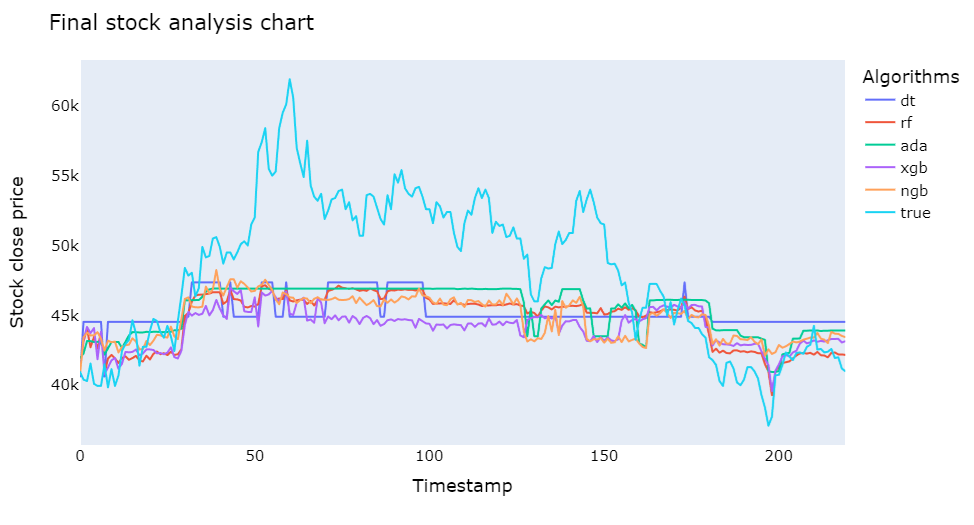 Final stock analysis chart
Stock close price
60k
55k
50k
45k
40k
0
50
100
150
200
Timestamp
Algorithms
dt
rf
ada
xgb
ngb
true